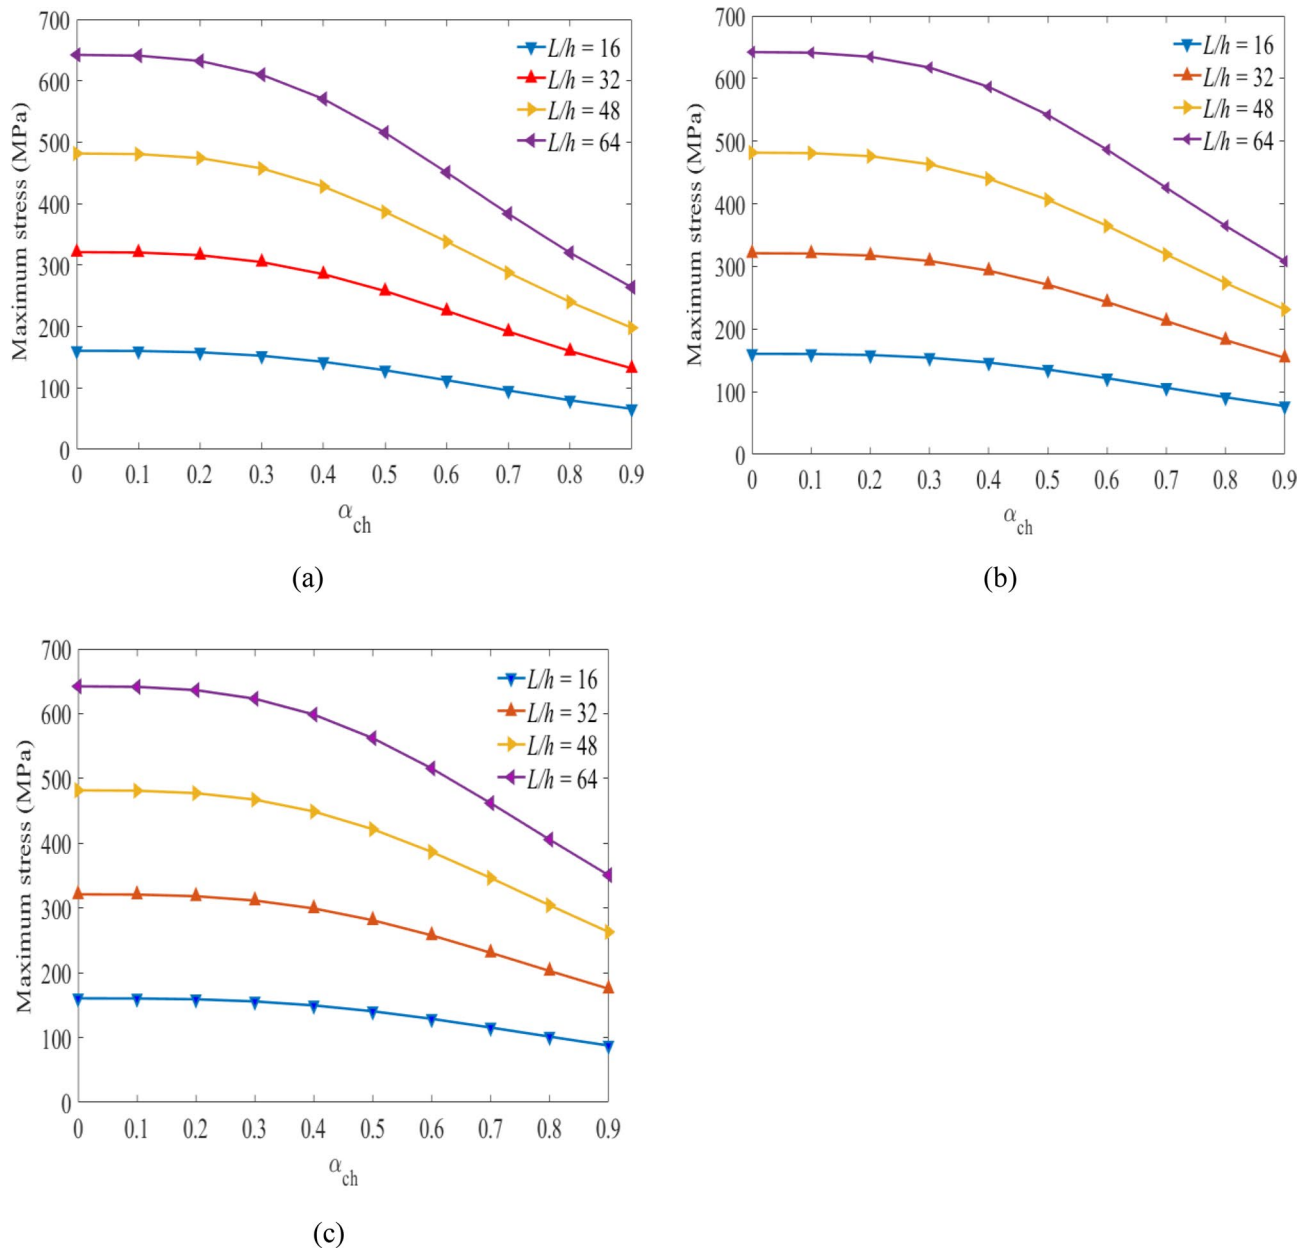 700
600
500
400
300
200
100
0
Maximum stress (MPa)
L/h = 16
L/h = 32
L/h = 48
L/h = 64
0 0.1 0.2 0.3 0.4 0.5 0.6 0.7 0.8 0.9
αch
(a)
700
600
500
400
300
200
100
0
Maximum stress (MPa)
L/h = 16
L/h = 32
L/h = 48
L/h = 64
0 0.1 0.2 0.3 0.4 0.5 0.6 0.7 0.8 0.9
αch
(b)
700
600
500
400
300
200
100
0
Maximum stress (MPa)
L/h = 16
L/h = 32
L/h = 48
L/h = 64
0 0.1 0.2 0.3 0.4 0.5 0.6 0.7 0.8 0.9
αch
(c)